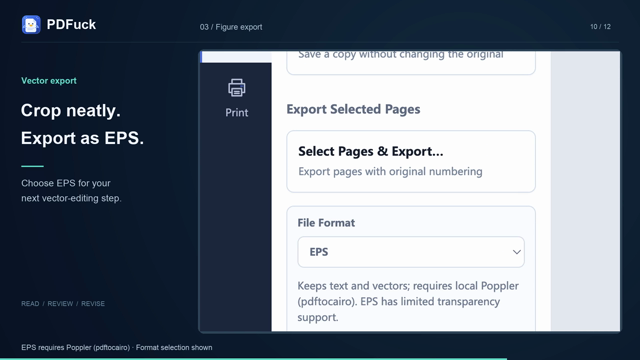 PDFuck
03 / Figure export
10 / 12
Vector export
Crop neatly.
Export as EPS.
Choose EPS for your
next vector-editing step.
READ / REVIEW / REVISE
Save a copy without changing the original
Print
Export Selected Pages
Select Pages & Export...
Export pages with original numbering
File Format
EPS
Keeps text and vectors; requires local Poppler
(pdftocairo). EPS has limited transparency
support.
EPS requires Poppler (pdftocairo) · Format selection shown